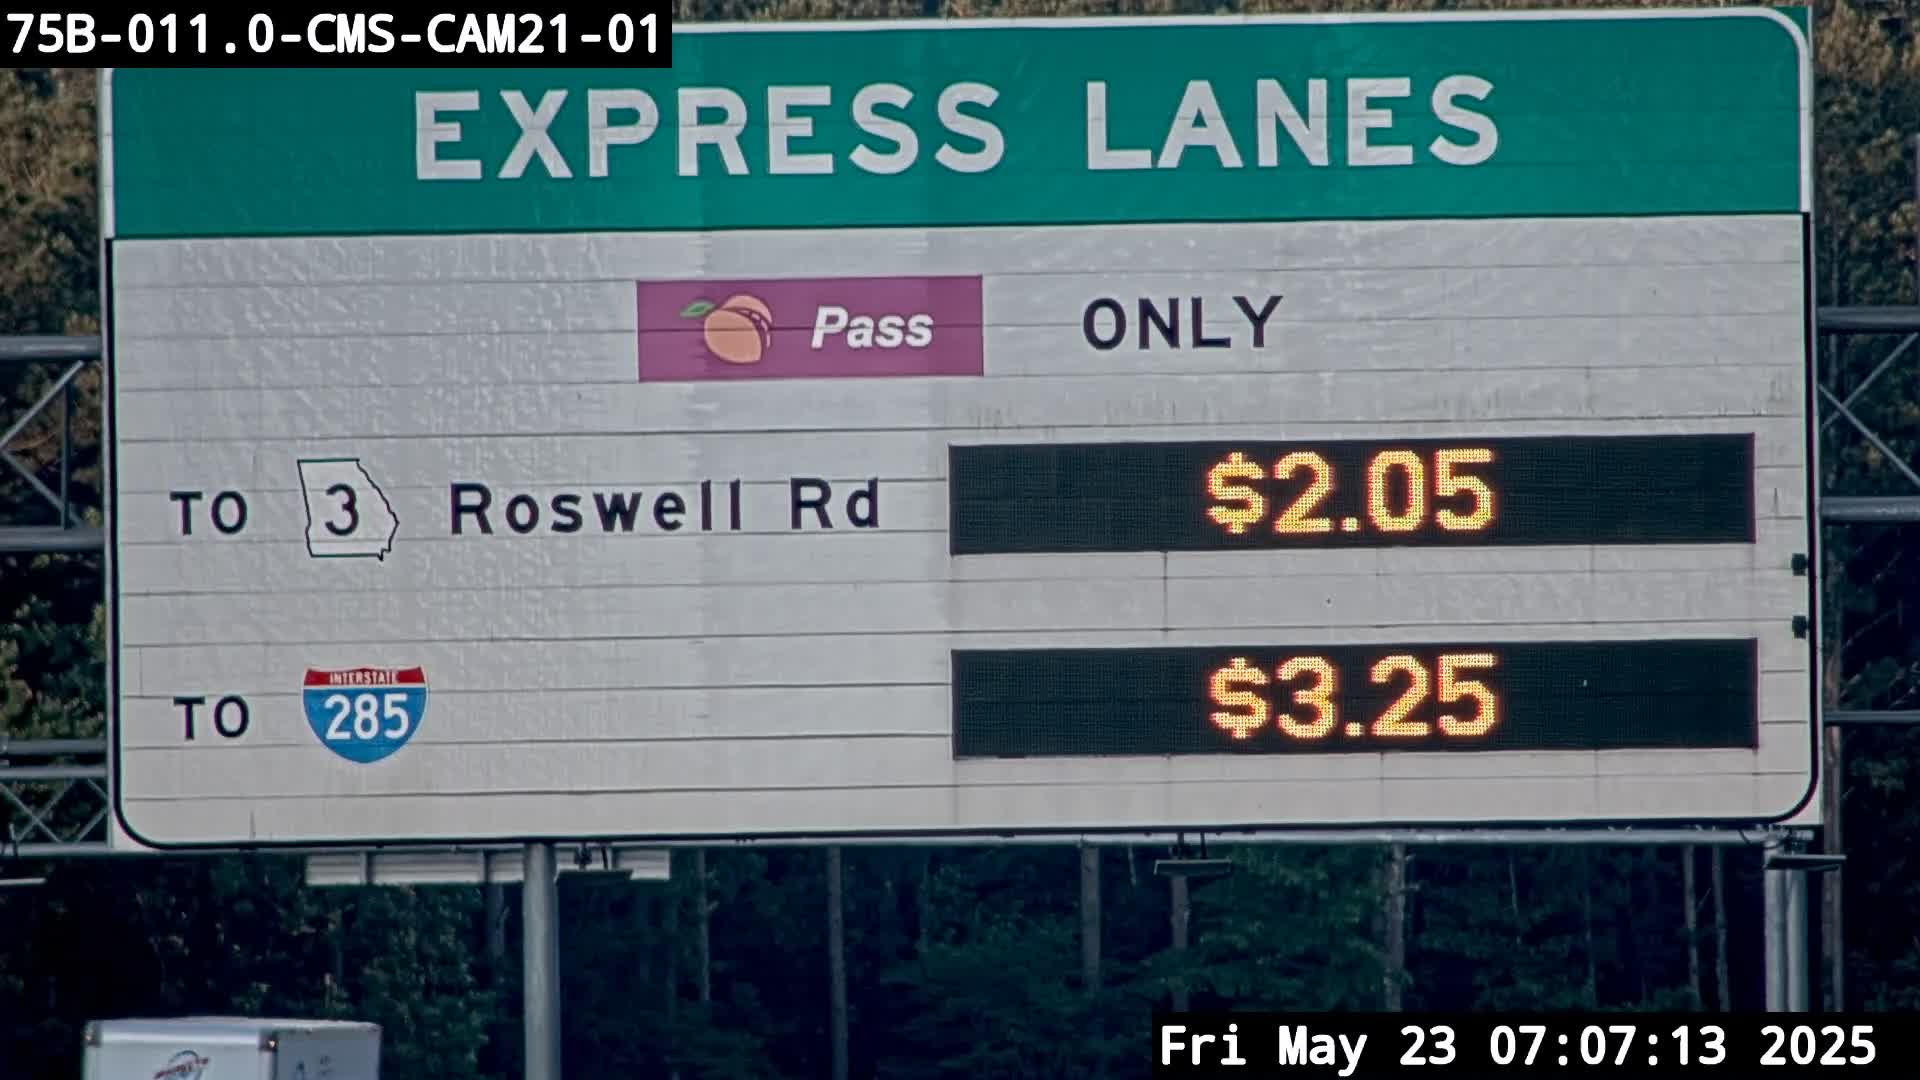 75B-011.0-CMS-CAM21-01
EXPRESS LANES
Pass ONLY
TO 3 Roswell Rd $2.05
TO INTERSTATE 285 $3.25
Fri May 23 07:07:13 2025